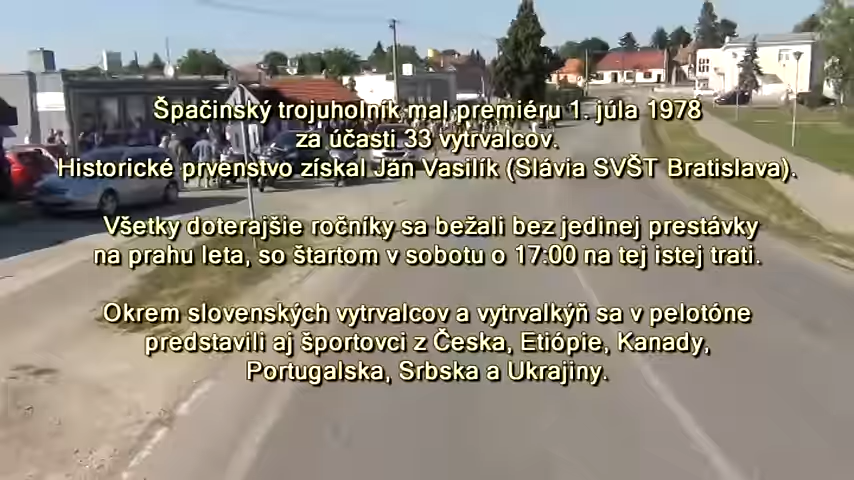 Špačinský trojuholník mal premiéru 1. júla 1978
za účasti 33 vytrvalcov.
Historické prvenstvo získal Ján Vasilík (Slávia SVŠT Bratislava).
Všetky doterajšie ročníky sa bežali bez jedinej prestávky
na prahu leta, so štartom v sobotu o 17:00 na tej istej trati.
Okrem slovenských vytrvalcov a vytrvalkýň sa v pelotóne
predstavili aj športovci z Česka, Etiópie, Kanady,
Portugalska, Srbska a Ukrajiny.